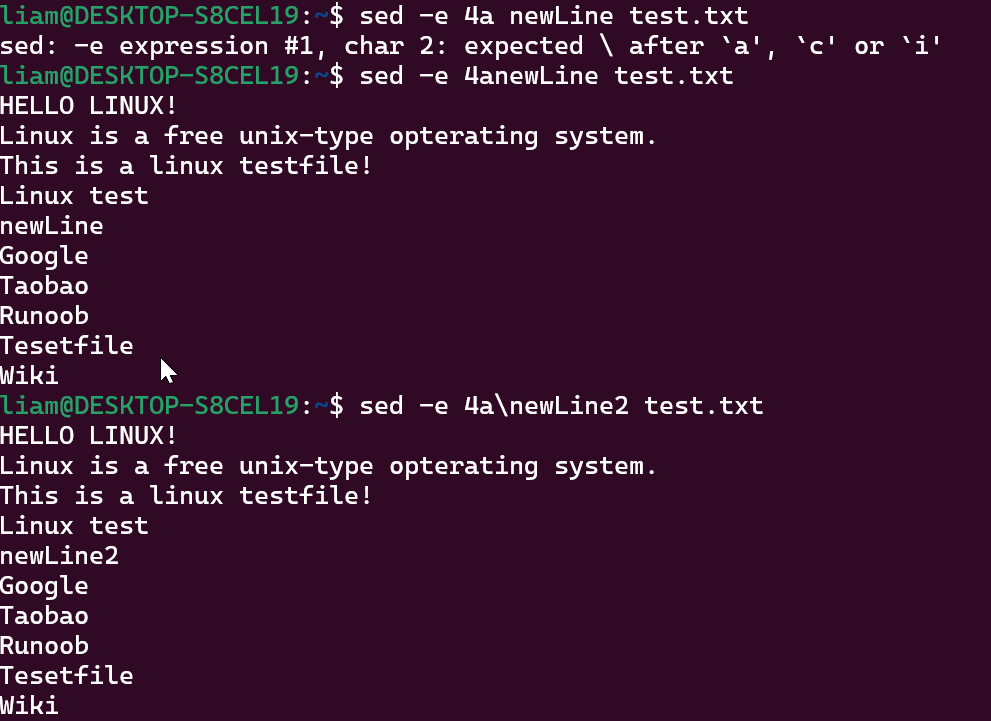 liam@DESKTOP-S8CEL19:~$ sed -e 4a newLine test.txt
sed: -e expression #1, char 2: expected \ after `a', `c' or `i'
liam@DESKTOP-S8CEL19:~$ sed -e 4anewLine test.txt
HELLO LINUX!
Linux is a free unix-type opterating system.
This is a linux testfile!
Linux test
newLine
Google
Taobao
Runoob
Tesetfile
Wiki
liam@DESKTOP-S8CEL19:~$ sed -e 4a\newLine2 test.txt
HELLO LINUX!
Linux is a free unix-type opterating system.
This is a linux testfile!
Linux test
newLine2
Google
Taobao
Runoob
Tesetfile
Wiki